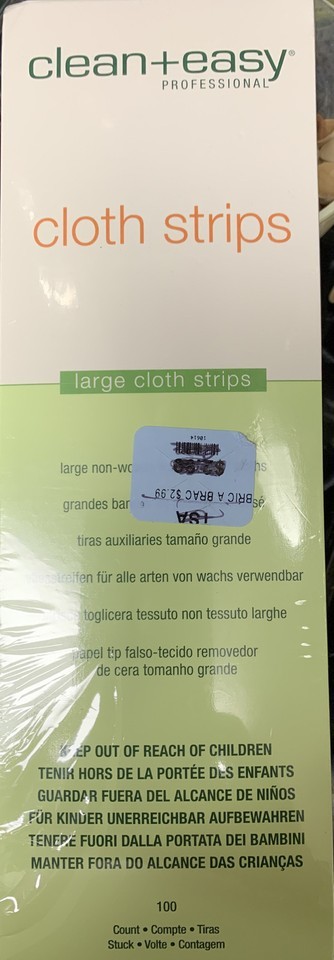 clean+easy®
PROFESSIONAL
cloth strips
large cloth strips
large non-wo
grandes ban
18614
BRIC A BRAC $2.99
tiras auxiliaries tamaño grande
für alle arten von wachs verwendbar
toglicera tessuto non tessuto larghe
papel tip falso-tecido removedor
de cera tomanho grande
KEEP OUT OF REACH OF CHILDREN
TENIR HORS DE LA PORTÉE DES ENFANTS
GUARDAR FUERA DEL ALCANCE DE NIÑOS
FÜR KINDER UNERREICHBAR AUFBEWAHREN
TENERE FUORI DALLA PORTATA DEI BAMBINI
MANTER FORA DO ALCANCE DAS CRIANÇAS
100
Count • Compte • Tiras
Stuck • Volte • Contagem